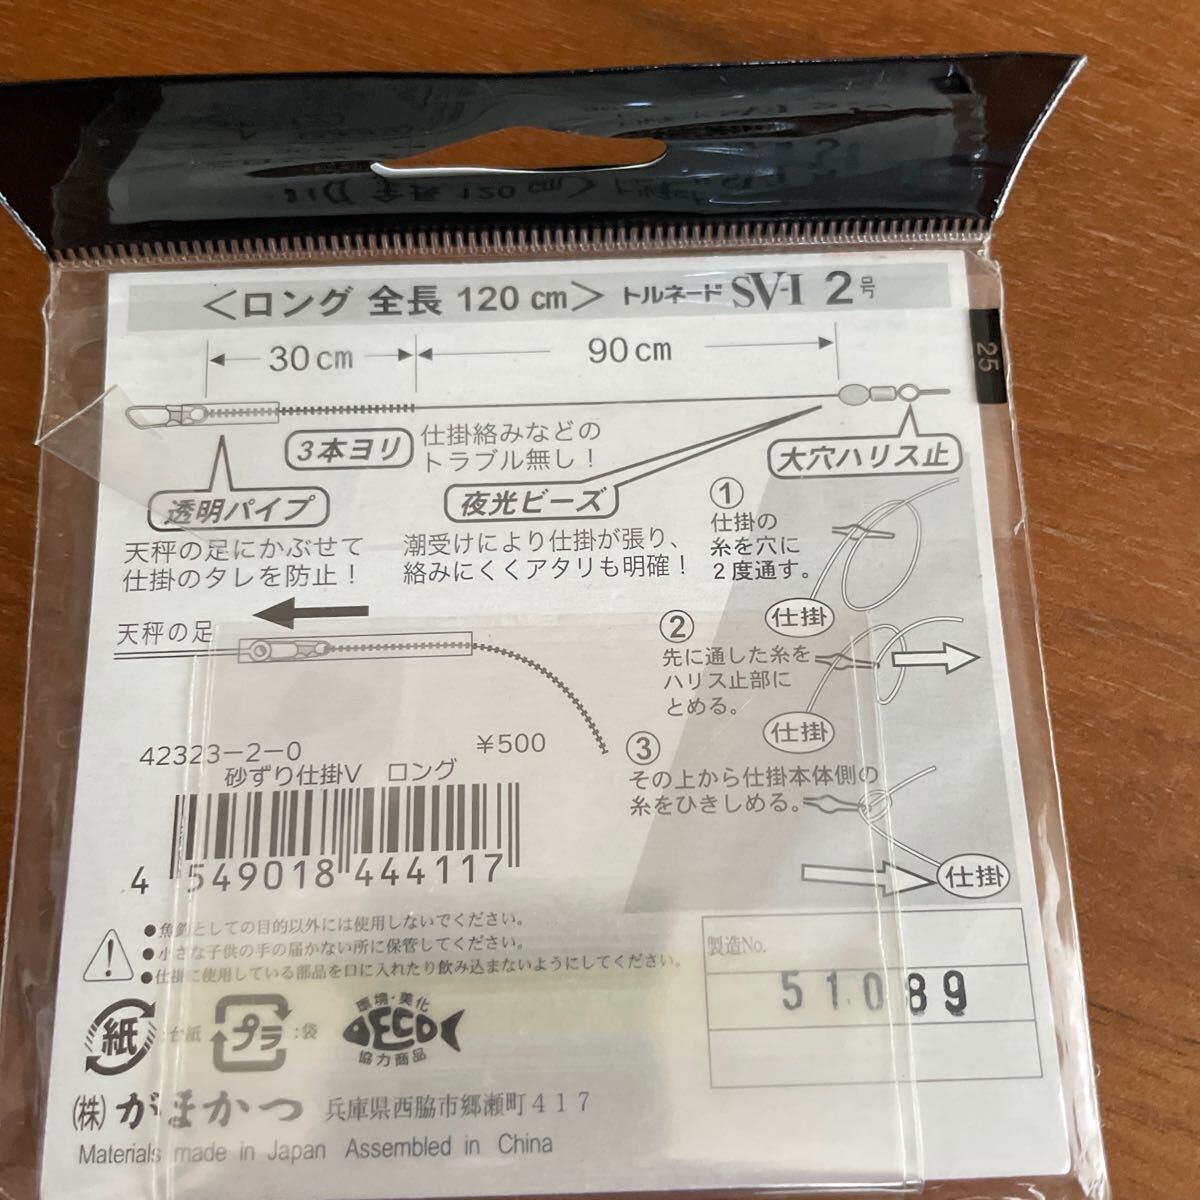 <ロング 全長 120 cm> トルネード SV-I 2号
30cm
90cm
25
3本ヨリ
仕掛絡みなどの
トラブル無し！
大穴ハリス止
透明パイプ
夜光ビーズ
天秤の足にかぶせて
仕掛のタレを防止！
潮受けにより仕掛が張り、
絡みにくくアタリも明確！
①
仕掛の
糸を穴に
2度通す。
仕掛
天秤の足
②
先に通した糸を
ハリス止部に
とめる。
仕掛
③
その上から仕掛本体側の
糸をひきしめる。
仕掛
42323-2-0
¥500
砂ずり仕掛V ロング
4 549018 444117
●魚釣としての目的以外には使用しないでください。
●小さな子供の手の届かない所に保管してください。
●仕掛に使用している部品を口に入れたり飲み込まないようにしてください。
製造No.
51089
紙
:台紙
プラ
:袋
環境・美化
ECO
協力商品
(株)がまかつ 兵庫県西脇市郷瀬町417
Materials made in Japan Assembled in China